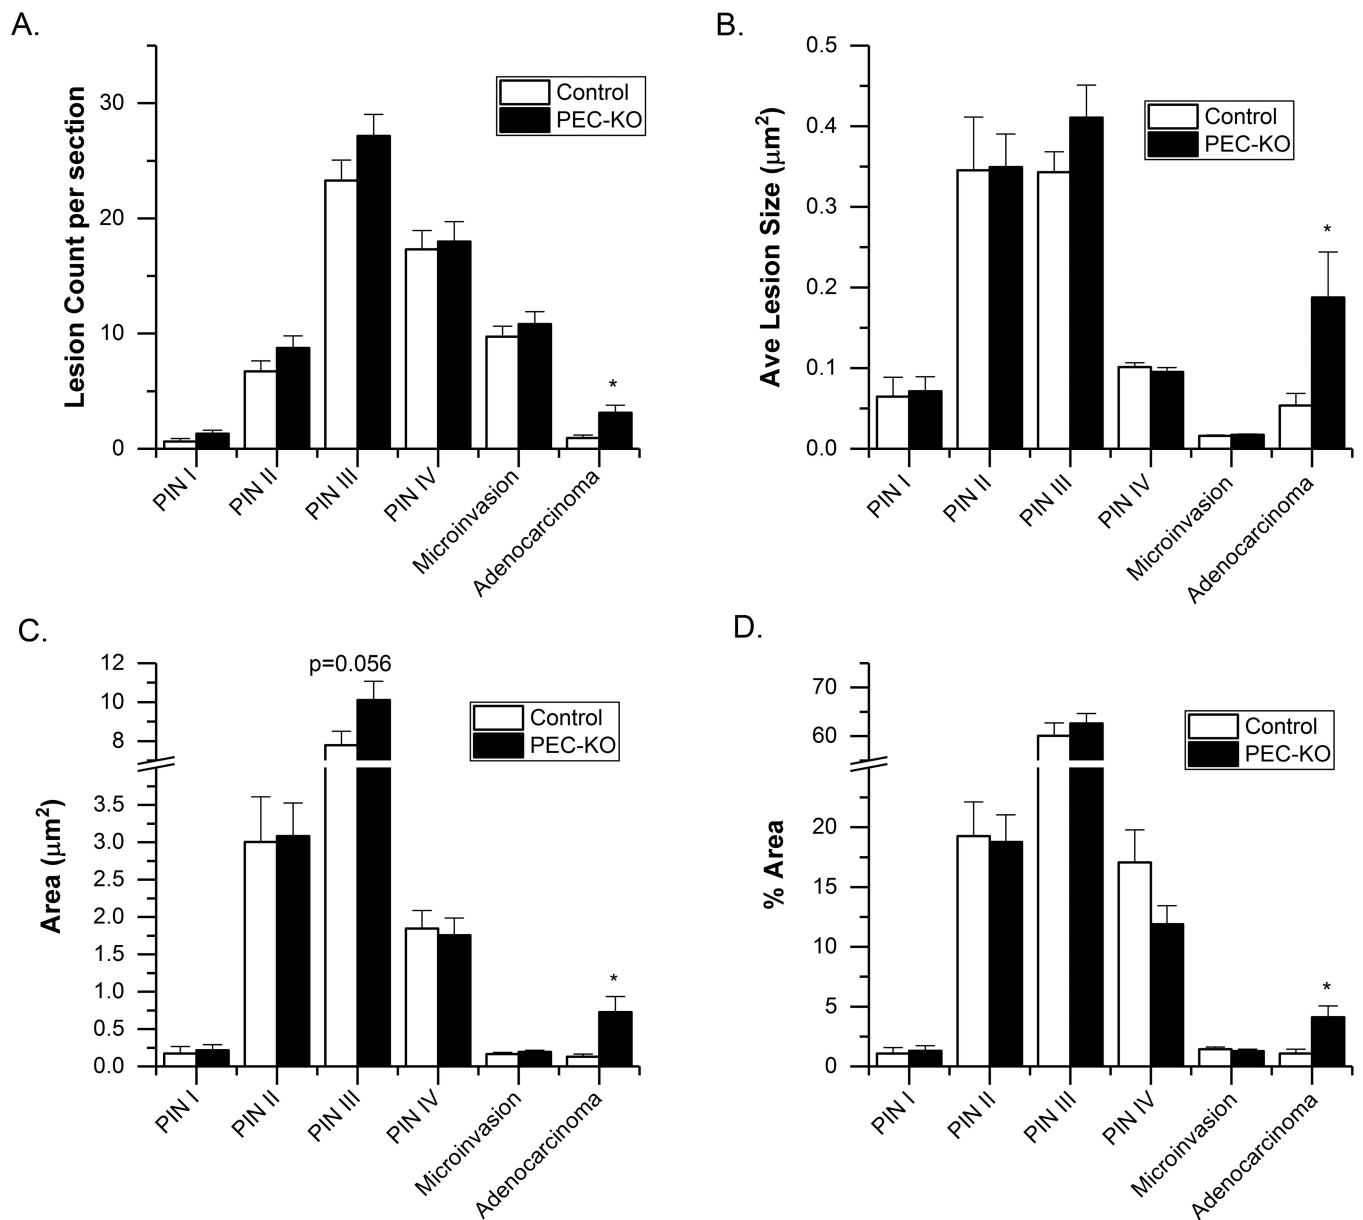 A.
Lesion Count per section
30
20
10
0
Control
PEC-KO
*
PIN I
PIN II
PIN III
PIN IV
Microinvasion
Adenocarcinoma
B.
Ave Lesion Size (μm²)
0.5
0.4
0.3
0.2
0.1
0.0
Control
PEC-KO
*
PIN I
PIN II
PIN III
PIN IV
Microinvasion
Adenocarcinoma
C.
Area (μm²)
12
10
8
3.5
3.0
2.5
2.0
1.5
1.0
0.5
0.0
p=0.056
Control
PEC-KO
*
PIN I
PIN II
PIN III
PIN IV
Microinvasion
Adenocarcinoma
D.
% Area
70
60
20
15
10
5
0
Control
PEC-KO
*
PIN I
PIN II
PIN III
PIN IV
Microinvasion
Adenocarcinoma